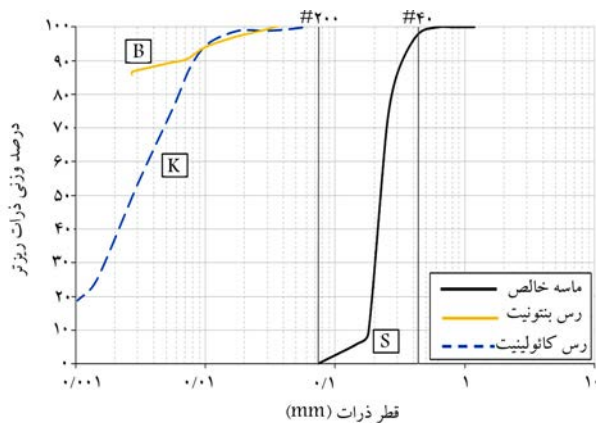 #۲۰۰ #۴۰
۱۰۰
۹۰
۸۰
۷۰
۶۰
۵۰
۴۰
۳۰
۲۰
۱۰
۰
درصد وزنی ذرات ریزتر
B
K
S
ماسه خالص
رس بنتونیت
رس کائولینیت
۰/۰۰۱ ۰/۰۱ ۰/۱ ۱ ۱۰
قطر ذرات (mm)